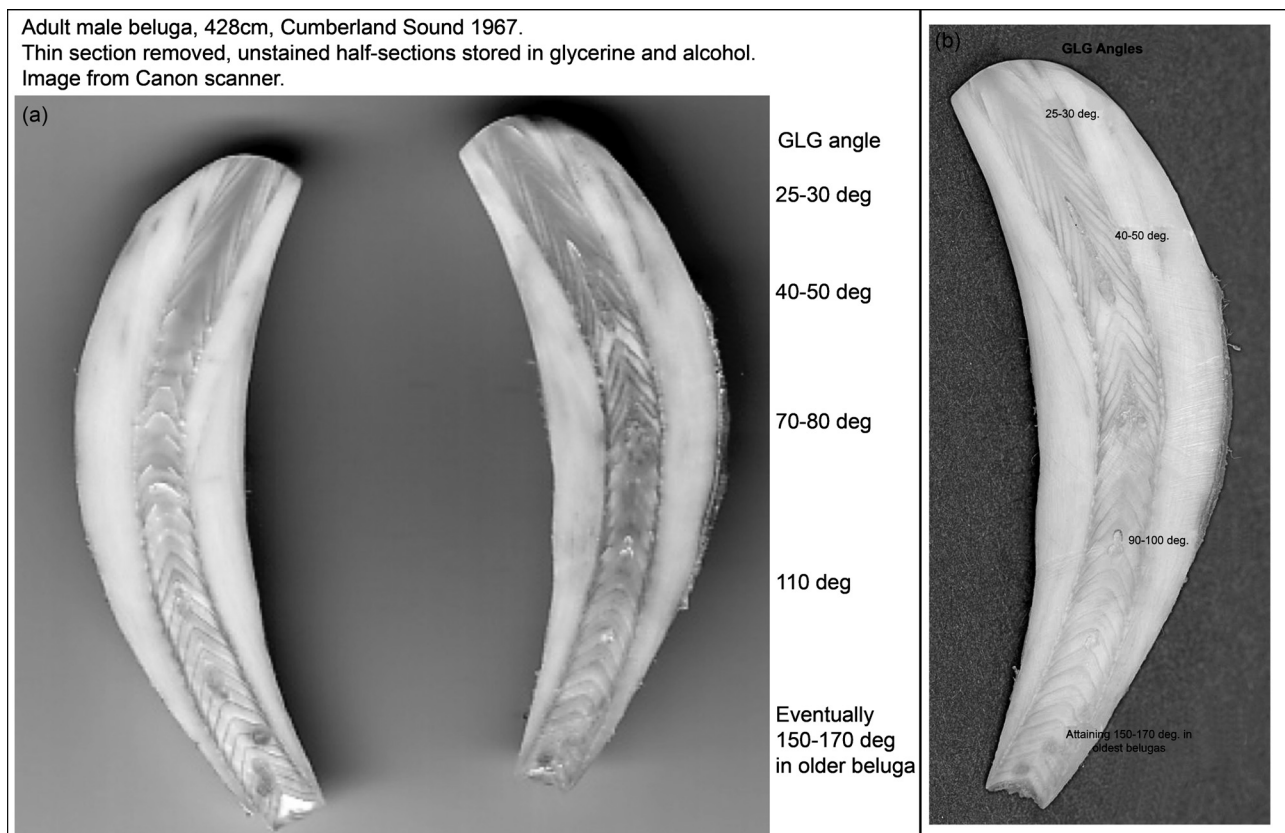 Adult male beluga, 428cm, Cumberland Sound 1967.
Thin section removed, unstained half-sections stored in glycerine and alcohol.
Image from Canon scanner.
(a)
GLG angle
25-30 deg
40-50 deg
70-80 deg
110 deg
Eventually
150-170 deg
in older beluga
(b)
GLG Angles
25-30 deg.
40-50 deg.
90-100 deg.
Attaining 150-170 deg. in
oldest belugas